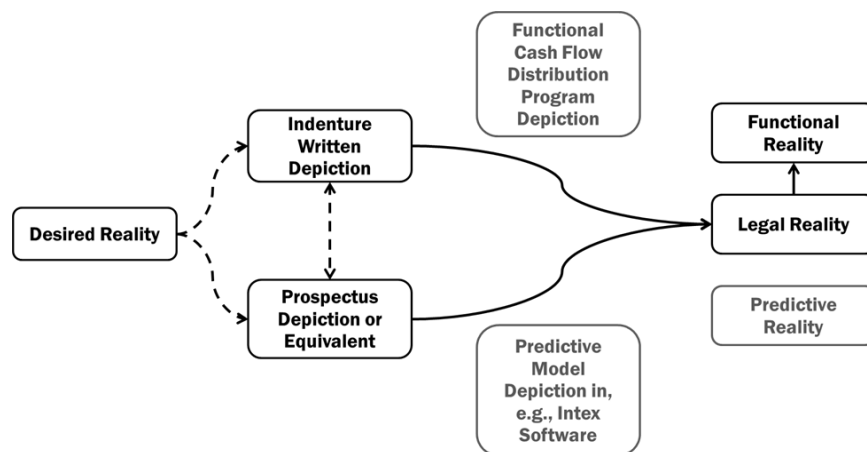 Functional
Cash Flow
Distribution
Program
Depiction
Indenture
Written
Depiction
Functional
Reality
Desired Reality
Legal Reality
Prospectus
Depiction or
Equivalent
Predictive
Reality
Predictive
Model
Depiction in,
e.g., Intex
Software